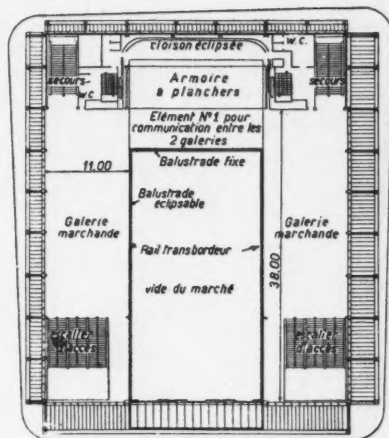 cloison éclipsée
w.c.
secours
w.c.
Armoire
à planchers
secours
Elément N°1 pour
communication entre les
2 galeries
Balustrade fixe
11.00
Balustrade
éclipsable
Galerie
marchande
Rail transbordeur
Galerie
marchande
38.00
vide du marché
escalier
d'accès
escalier
d'accès